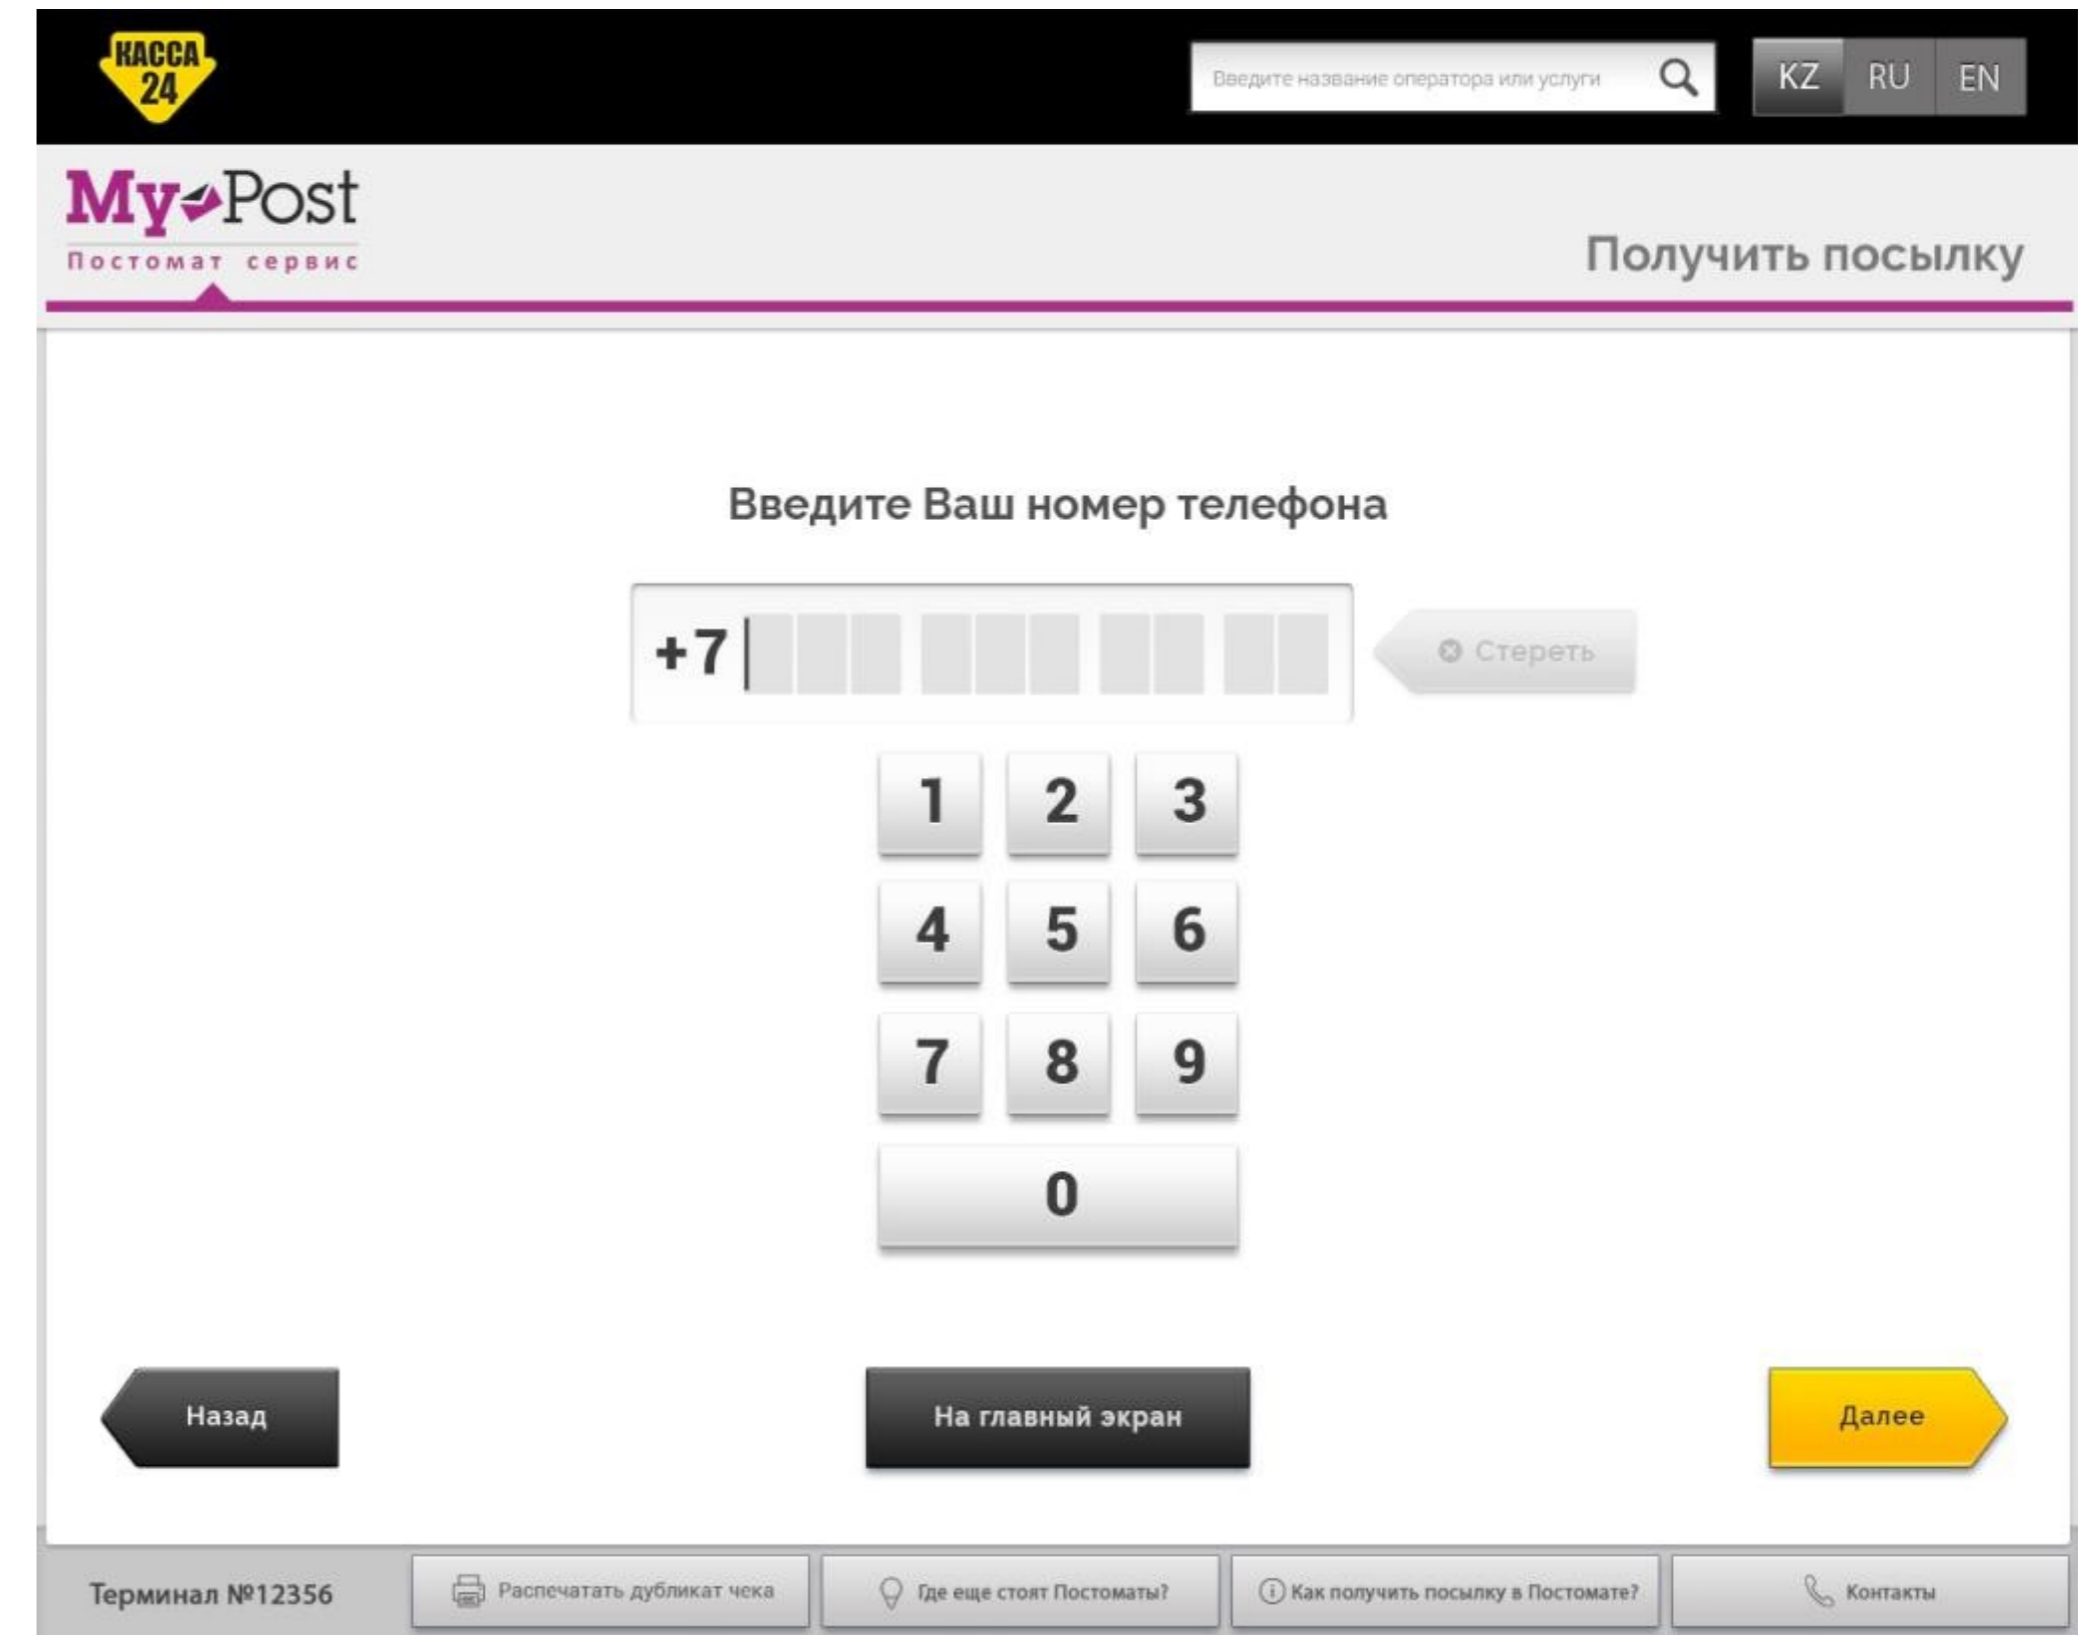 КАССА
24
Введите название оператора или услуги
KZ RU EN
My Post
Постомат сервис
Получить посылку
Введите Ваш номер телефона
+7
Стереть
1 2 3
4 5 6
7 8 9
0
Назад
На главный экран
Далее
Терминал №12356
Распечатать дубликат чека
Где еще стоят Постоматы?
Как получить посылку в Постомате?
Контакты